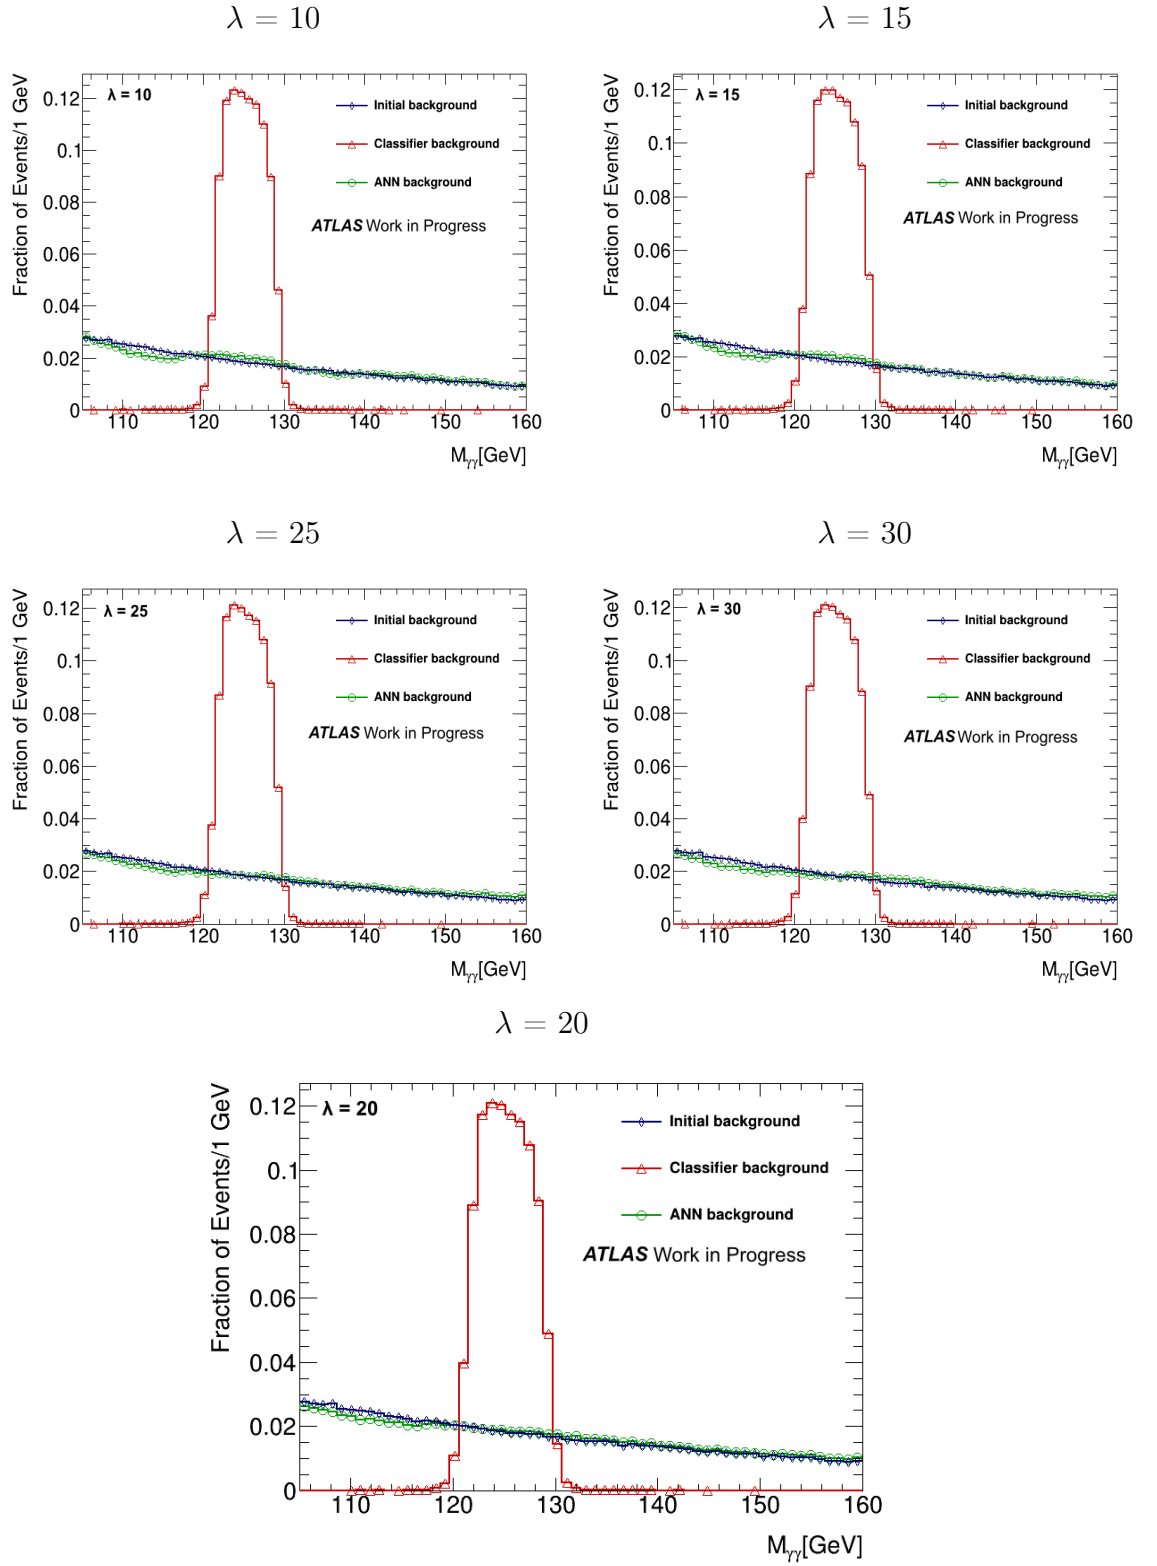 λ = 10
λ = 10
Fraction of Events/1 GeV
0.12
0.1
0.08
0.06
0.04
0.02
0
Initial background
Classifier background
ANN background
ATLAS Work in Progress
110 120 130 140 150 160
Mγγ[GeV]
λ = 15
λ = 15
Fraction of Events/1 GeV
0.12
0.1
0.08
0.06
0.04
0.02
0
Initial background
Classifier background
ANN background
ATLAS Work in Progress
110 120 130 140 150 160
Mγγ[GeV]
λ = 25
λ = 25
Fraction of Events/1 GeV
0.12
0.1
0.08
0.06
0.04
0.02
0
Initial background
Classifier background
ANN background
ATLAS Work in Progress
110 120 130 140 150 160
Mγγ[GeV]
λ = 30
λ = 30
Fraction of Events/1 GeV
0.12
0.1
0.08
0.06
0.04
0.02
0
Initial background
Classifier background
ANN background
ATLAS Work in Progress
110 120 130 140 150 160
Mγγ[GeV]
λ = 20
λ = 20
Fraction of Events/1 GeV
0.12
0.1
0.08
0.06
0.04
0.02
0
Initial background
Classifier background
ANN background
ATLAS Work in Progress
110 120 130 140 150 160
Mγγ[GeV]